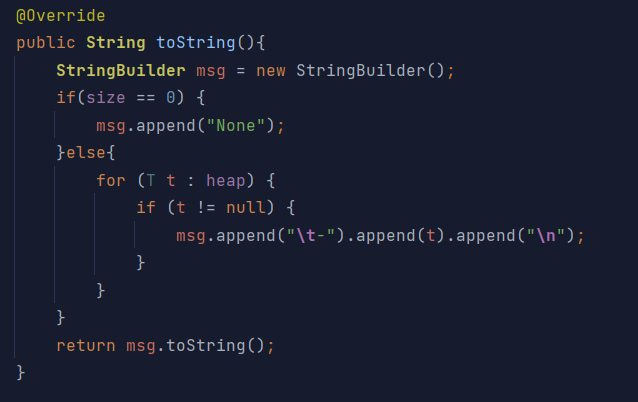 @Override
public String toString(){
    StringBuilder msg = new StringBuilder();
    if(size == 0) {
        msg.append("None");
    }else{
        for (T t : heap) {
            if (t != null) {
                msg.append("\t-").append(t).append("\n");
            }
        }
    }
    return msg.toString();
}